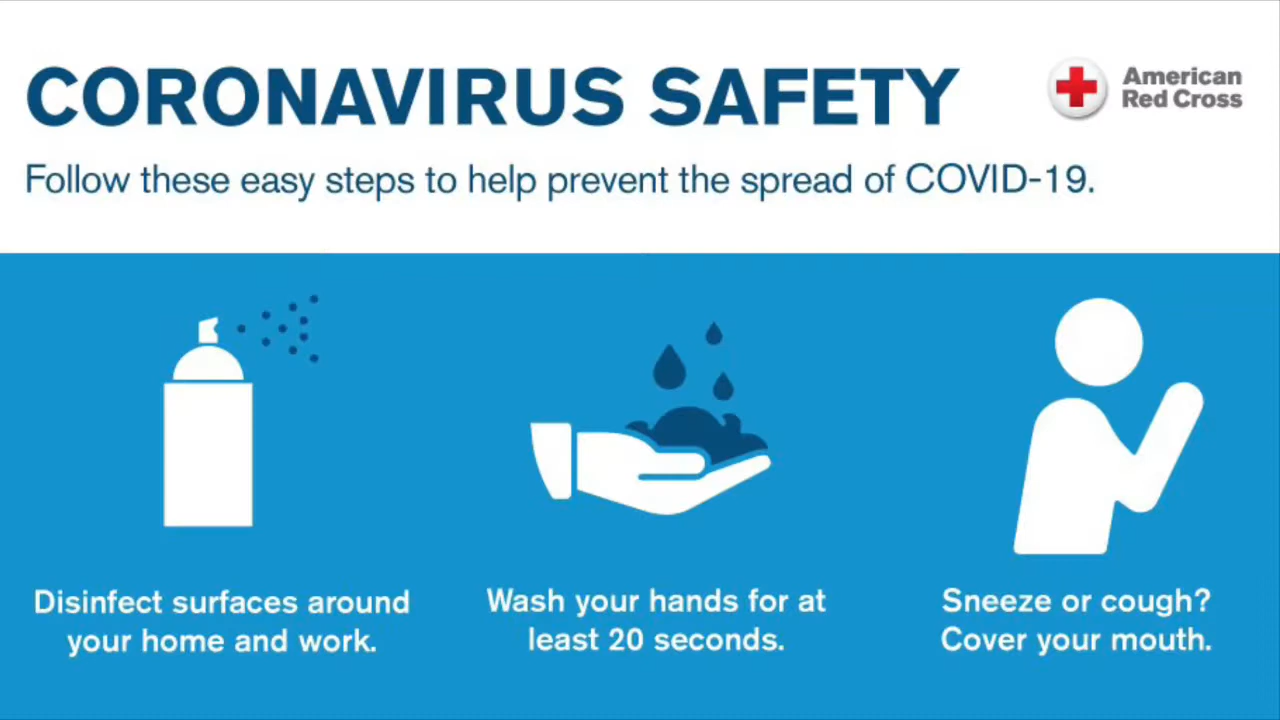 CORONAVIRUS SAFETY
American
Red Cross
Follow these easy steps to help prevent the spread of COVID-19.
Disinfect surfaces around
your home and work.
Wash your hands for at
least 20 seconds.
Sneeze or cough?
Cover your mouth.